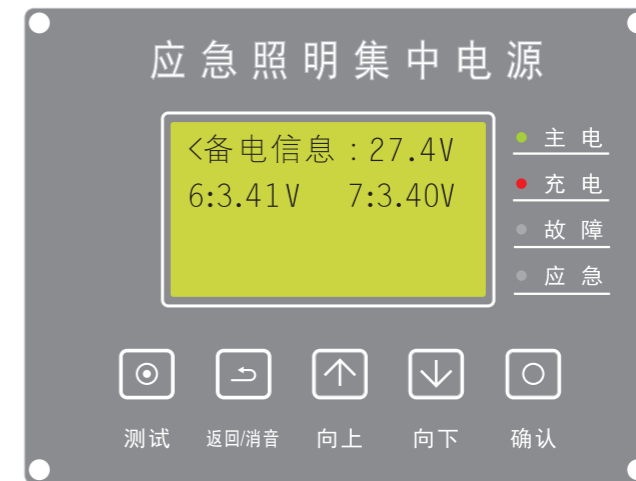 应急照明集中电源
<备电信息：27.4V
6:3.41V 7:3.40V
主电
充电
故障
应急
测试 返回/消音 向上 向下 确认